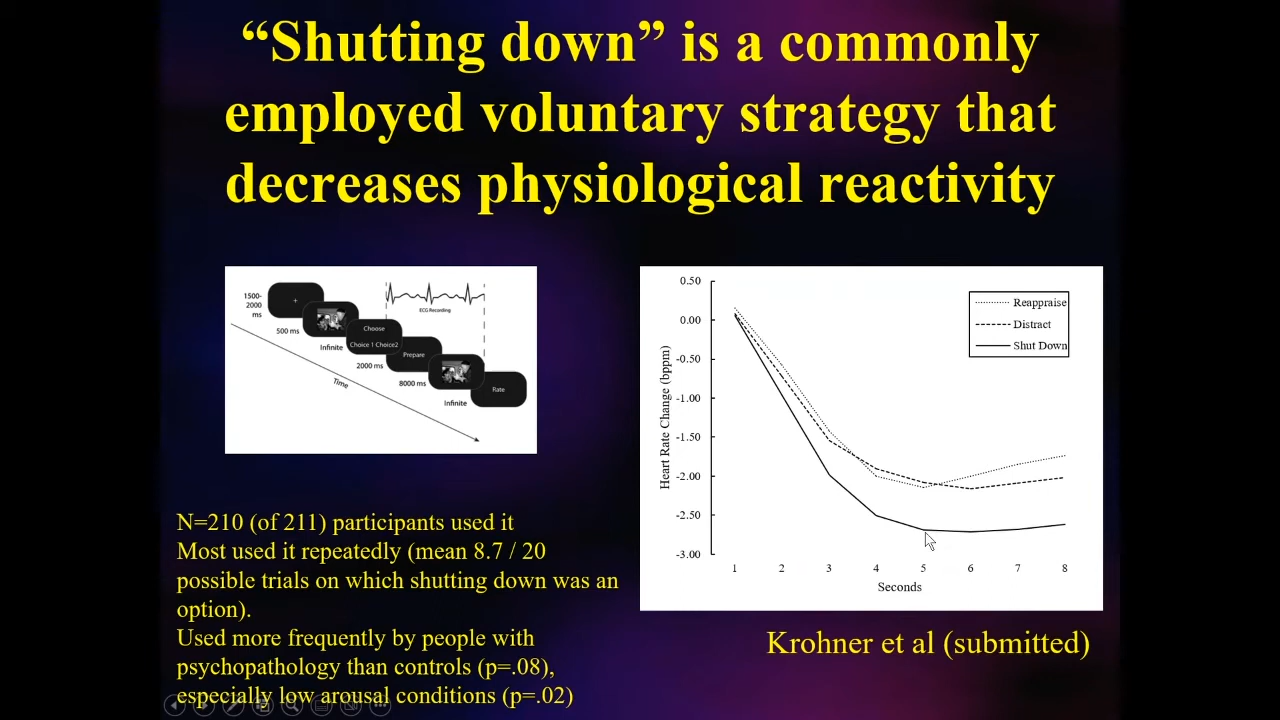 “Shutting down” is a commonly
employed voluntary strategy that
decreases physiological reactivity
1500-
2000
ms
+
500 ms
Infinite
Choose
Choice 1 Choice2
2000 ms
Prepare
8000 ms
Infinite
Rate
ECG Recording
Time
N=210 (of 211) participants used it
Most used it repeatedly (mean 8.7 / 20
possible trials on which shutting down was an
option).
Used more frequently by people with
psychopathology than controls (p=.08),
especially low arousal conditions (p=.02)
Heart Rate Change (bppm)
0.50
0.00
-0.50
-1.00
-1.50
-2.00
-2.50
-3.00
1 2 3 4 5 6 7 8
Seconds
Reappraise
Distract
Shut Down
Krohner et al (submitted)